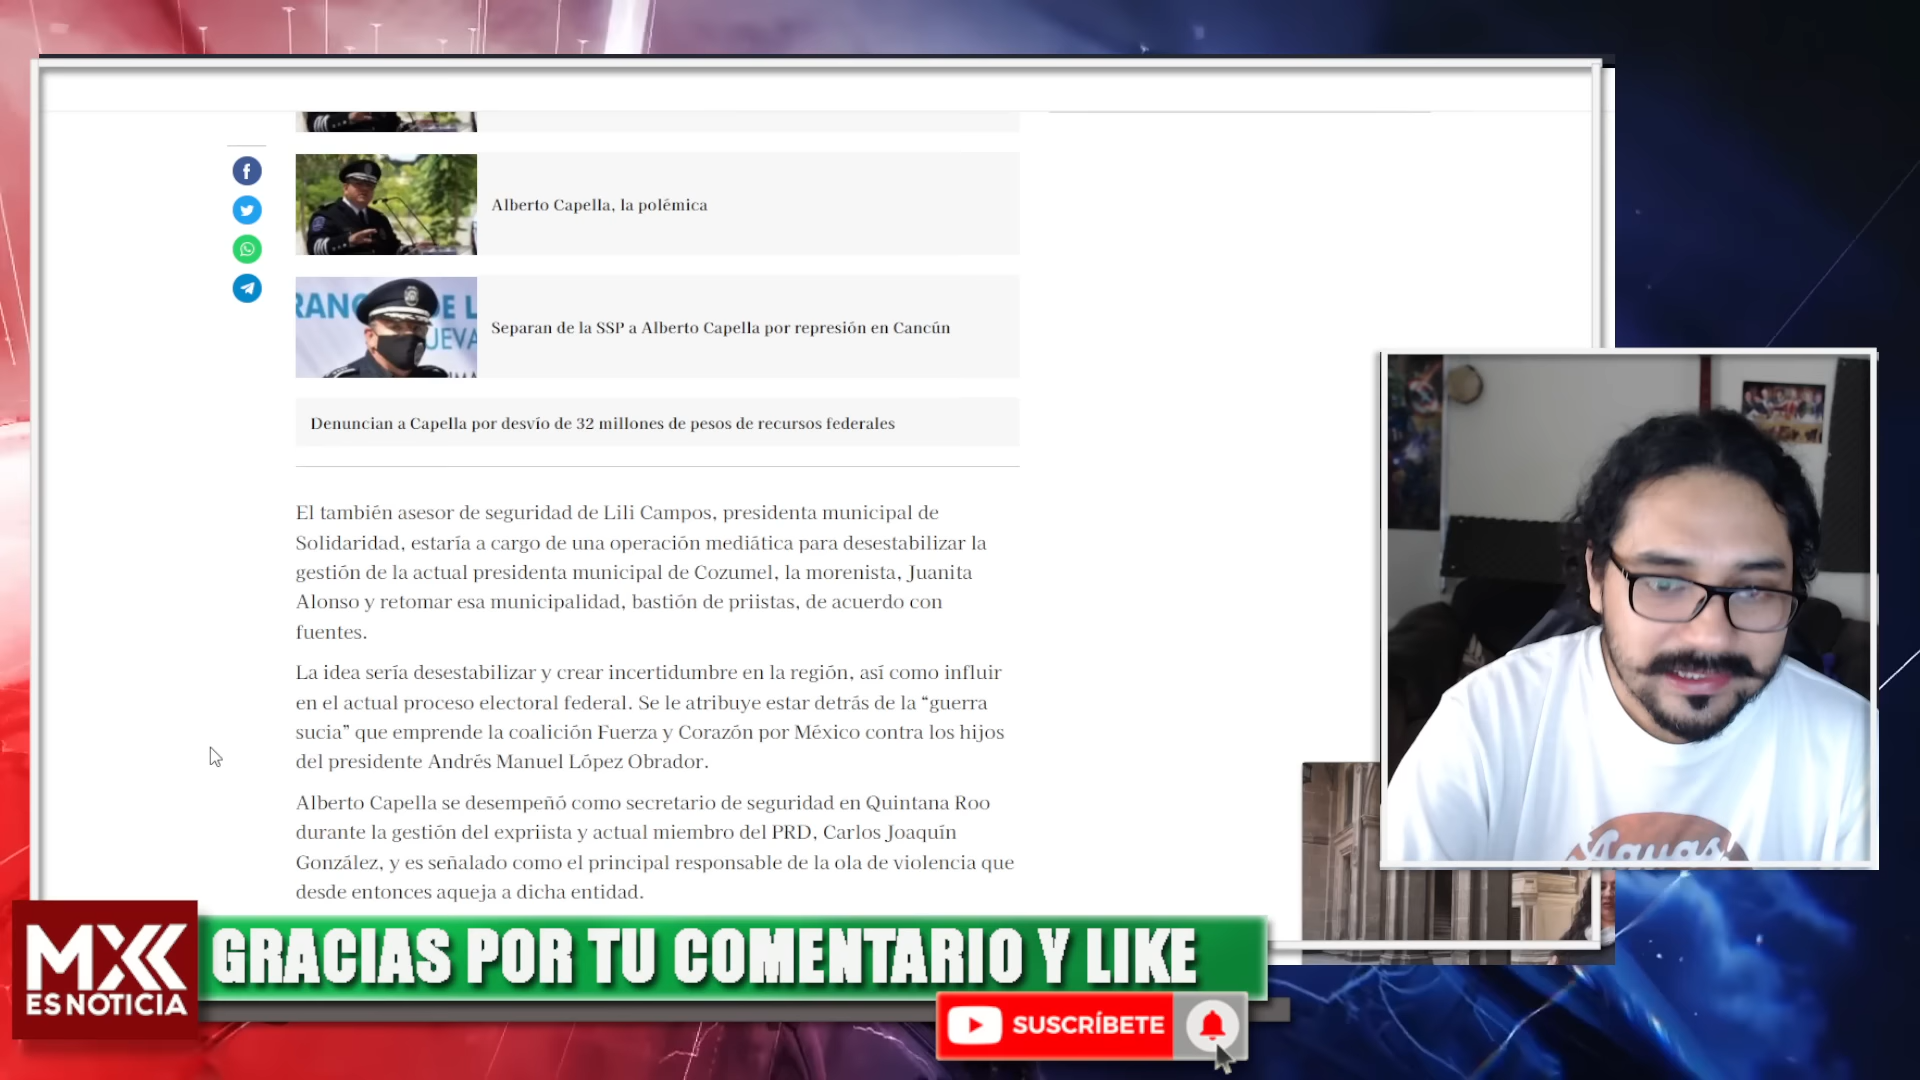 Alberto Capella, la polémica
RANC DE L
UEVA
Separan de la SSP a Alberto Capella por represión en Cancún
Denuncian a Capella por desvío de 32 millones de pesos de recursos federales
El también asesor de seguridad de Lili Campos, presidenta municipal de
Solidaridad, estaría a cargo de una operación mediática para desestabilizar la
gestión de la actual presidenta municipal de Cozumel, la morenista, Juanita
Alonso y retomar esa municipalidad, bastión de priistas, de acuerdo con
fuentes.
La idea sería desestabilizar y crear incertidumbre en la región, así como influir
en el actual proceso electoral federal. Se le atribuye estar detrás de la “guerra
sucia” que emprende la coalición Fuerza y Corazón por México contra los hijos
del presidente Andrés Manuel López Obrador.
Alberto Capella se desempeñó como secretario de seguridad en Quintana Roo
durante la gestión del expriista y actual miembro del PRD, Carlos Joaquín
González, y es señalado como el principal responsable de la ola de violencia que
desde entonces aqueja a dicha entidad.
Aguas!
MX
ES NOTICIA
GRACIAS POR TU COMENTARIO Y LIKE
SUSCRÍBETE